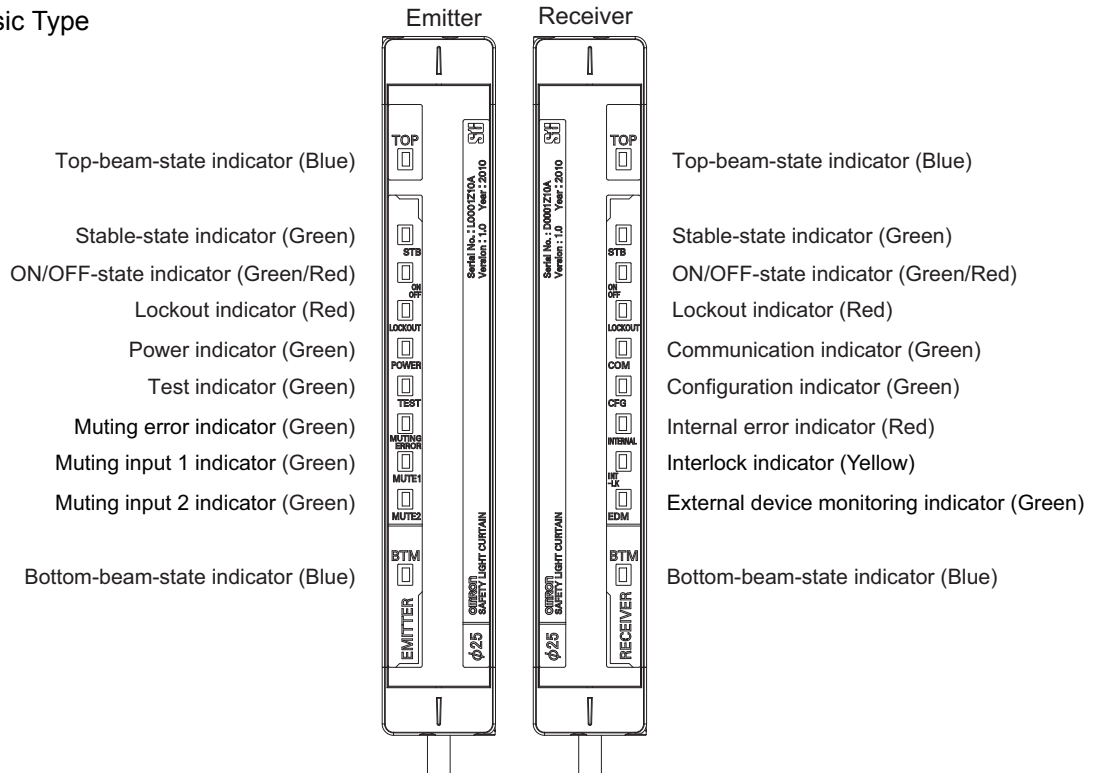 sic Type
Emitter
Receiver
Top-beam-state indicator (Blue)
Stable-state indicator (Green)
ON/OFF-state indicator (Green/Red)
Lockout indicator (Red)
Power indicator (Green)
Test indicator (Green)
Muting error indicator (Green)
Muting input 1 indicator (Green)
Muting input 2 indicator (Green)
Bottom-beam-state indicator (Blue)
TOP
STB
ON
OFF
LOCKOUT
POWER
TEST
MUTING
ERROR
MUTE1
MUTE2
BTM
EMITTER
Serial No. : L0001Z10A
Version : 1.0 Year : 2010
OMRON
SAFETY LIGHT CURTAIN
φ25
Serial No. : D0001Z10A
Version : 1.0 Year : 2010
OMRON
SAFETY LIGHT CURTAIN
φ25
TOP
STB
ON
OFF
LOCKOUT
COM
CFG
INTERNAL
INT
-LK
EDM
BTM
RECEIVER
Top-beam-state indicator (Blue)
Stable-state indicator (Green)
ON/OFF-state indicator (Green/Red)
Lockout indicator (Red)
Communication indicator (Green)
Configuration indicator (Green)
Internal error indicator (Red)
Interlock indicator (Yellow)
External device monitoring indicator (Green)
Bottom-beam-state indicator (Blue)